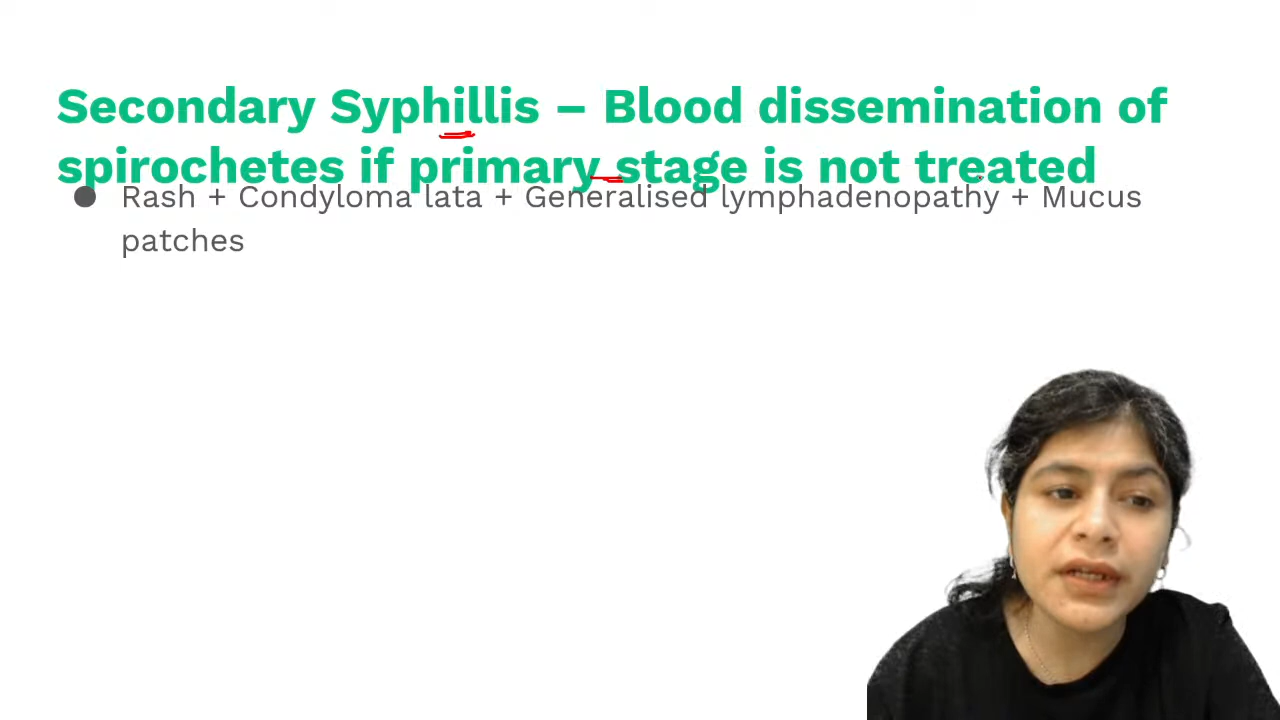 Secondary Syphillis – Blood dissemination of
spirochetes if primary stage is not treated
● Rash + Condyloma lata + Generalised lymphadenopathy + Mucus
patches